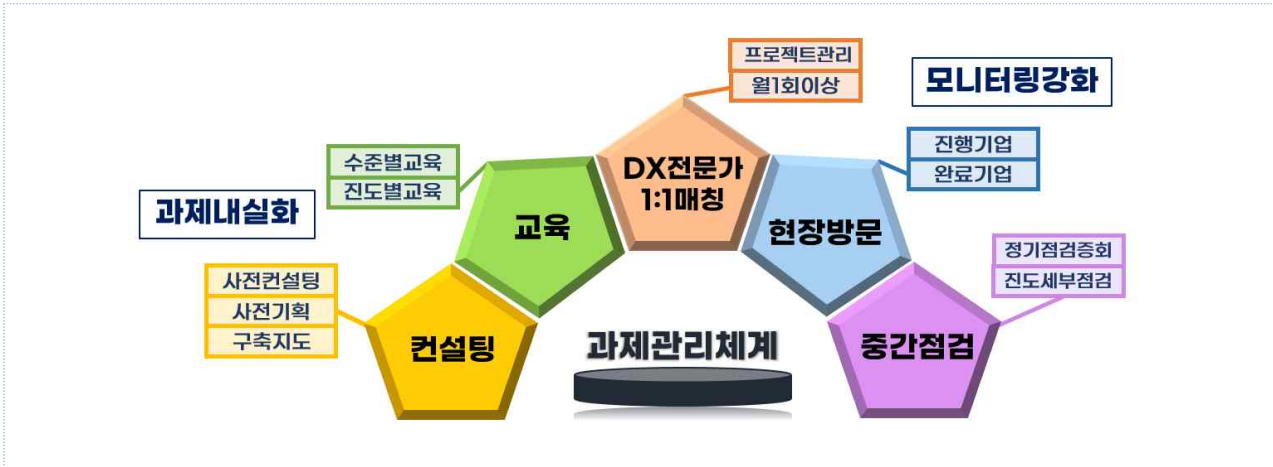 프로젝트관리
월1회이상
모니터링강화
수준별교육
진도별교육
DX전문가
1:1매칭
진행기업
완료기업
과제내실화
교육
현장방문
사전컨설팅
사전기획
구축지도
정기점검증회
진도세부점검
컨설팅
과제관리체계
중간점검